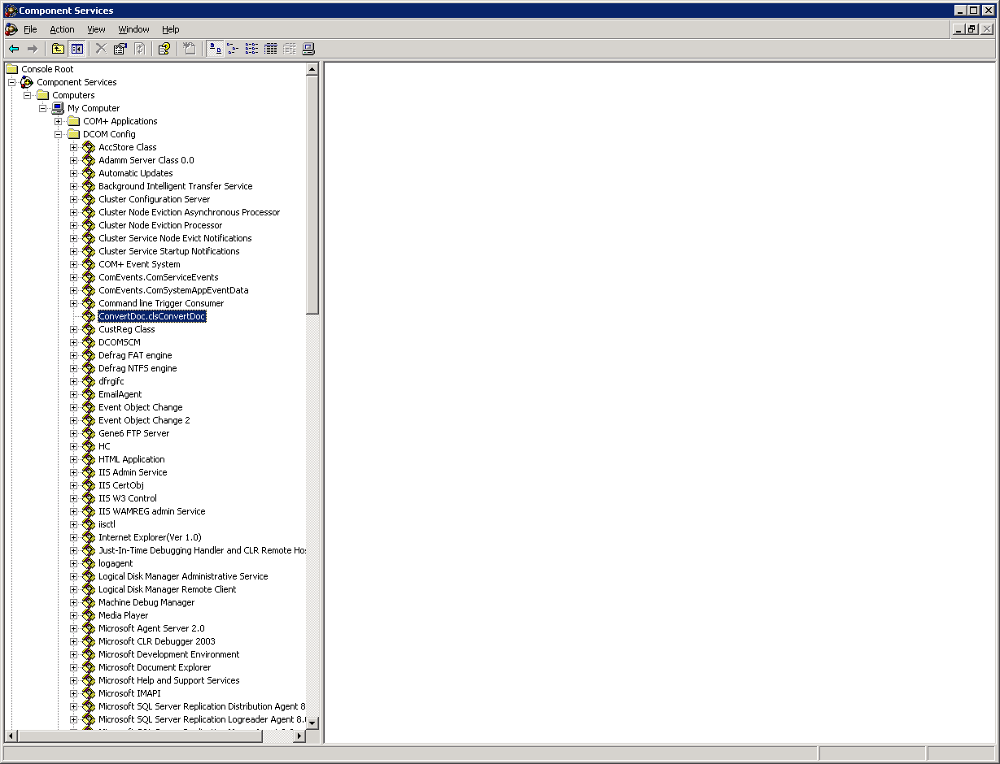 Component Services
File Action View Window Help
Console Root
Component Services
Computers
My Computer
COM+ Applications
DCOM Config
AccStore Class
Adamm Server Class 0.0
Automatic Updates
Background Intelligent Transfer Service
Cluster Configuration Server
Cluster Node Eviction Asynchronous Processor
Cluster Node Eviction Processor
Cluster Service Node Evict Notifications
Cluster Service Startup Notifications
COM+ Event System
ComEvents.ComServiceEvents
ComEvents.ComSystemAppEventData
Command line Trigger Consumer
ConvertDoc.clsConvertDoc
CustReg Class
DCOMSCM
Defrag FAT engine
Defrag NTFS engine
dfrgifc
EmailAgent
Event Object Change
Event Object Change 2
Gene6 FTP Server
HC
HTML Application
IIS Admin Service
IIS CertObj
IIS W3 Control
IIS WAMREG admin Service
iisctl
Internet Explorer(Ver 1.0)
Just-In-Time Debugging Handler and CLR Remote Hos
logagent
Logical Disk Manager Administrative Service
Logical Disk Manager Remote Client
Machine Debug Manager
Media Player
Microsoft Agent Server 2.0
Microsoft CLR Debugger 2003
Microsoft Development Environment
Microsoft Document Explorer
Microsoft Help and Support Services
Microsoft IMAPI
Microsoft SQL Server Replication Distribution Agent 8
Microsoft SQL Server Replication Logreader Agent 8.0